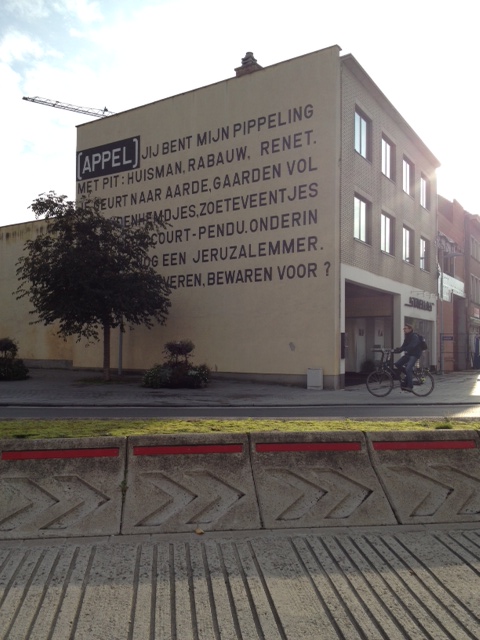 [APPEL] JIJ BENT MIJN PIPPELING
MET PIT: HUISMAN, RABAUW, RENET.
GEURT NAAR AARDE, GAARDEN VOL
ZOETEVEENTJES
COURT-PENDU. ONDERIN
EEN JERUZALEMMER.
BEWAREN VOOR ?